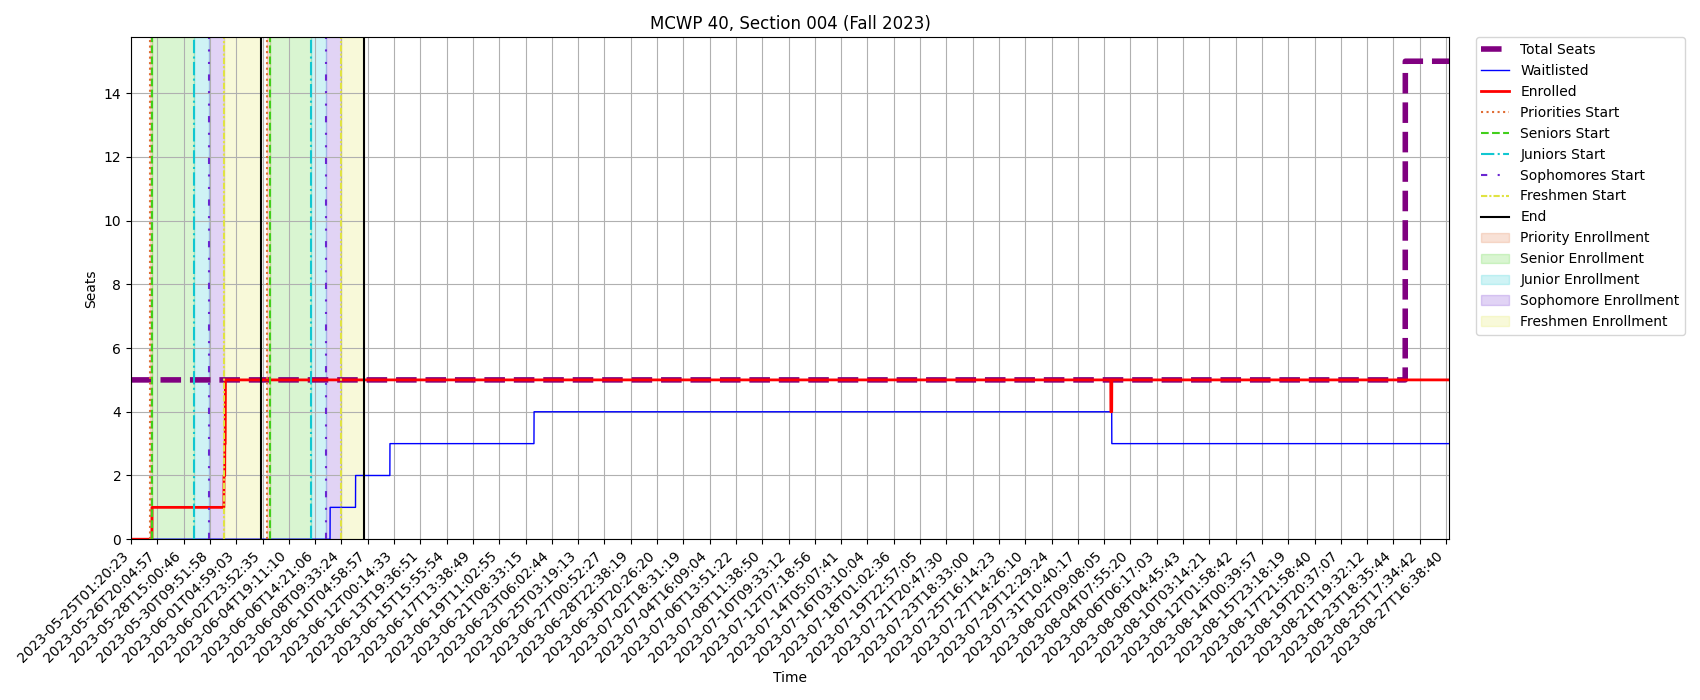 MCWP 40, Section 004 (Fall 2023)
Seats
14
12
10
8
6
4
2
0
2023-05-25T01:20:23
2023-05-26T20:04:57
2023-05-28T15:00:46
2023-05-30T09:51:58
2023-06-01T04:59:03
2023-06-02T23:52:35
2023-06-04T19:11:10
2023-06-06T14:21:06
2023-06-08T09:33:24
2023-06-10T04:58:57
2023-06-12T00:14:33
2023-06-13T19:36:51
2023-06-15T15:55:54
2023-06-17T13:38:49
2023-06-19T11:02:55
2023-06-21T08:33:15
2023-06-23T06:02:44
2023-06-25T03:19:13
2023-06-27T00:52:27
2023-06-28T22:38:19
2023-06-30T20:26:20
2023-07-02T18:31:19
2023-07-04T16:09:04
2023-07-06T13:51:22
2023-07-08T11:38:50
2023-07-10T09:33:12
2023-07-12T07:18:56
2023-07-14T05:07:41
2023-07-16T03:10:04
2023-07-18T01:02:36
2023-07-19T22:57:05
2023-07-21T20:47:30
2023-07-23T18:33:00
2023-07-25T16:14:23
2023-07-27T14:26:10
2023-07-29T12:29:24
2023-07-31T10:40:17
2023-08-02T09:08:05
2023-08-04T07:55:20
2023-08-06T06:17:03
2023-08-08T04:45:43
2023-08-10T03:14:21
2023-08-12T01:58:42
2023-08-14T00:39:57
2023-08-15T23:18:19
2023-08-17T21:58:40
2023-08-19T20:37:07
2023-08-21T19:32:12
2023-08-23T18:35:44
2023-08-25T17:34:42
2023-08-27T16:38:40
Time
Total Seats
Waitlisted
Enrolled
Priorities Start
Seniors Start
Juniors Start
Sophomores Start
Freshmen Start
End
Priority Enrollment
Senior Enrollment
Junior Enrollment
Sophomore Enrollment
Freshmen Enrollment